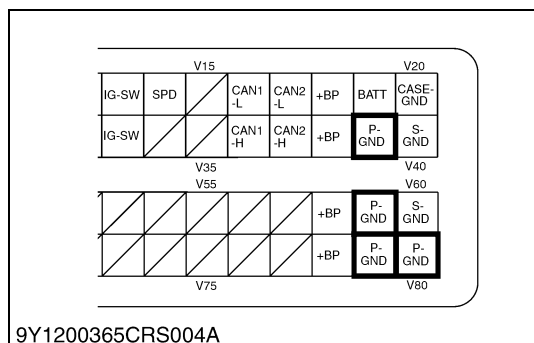 V15 V20
IG-SW SPD CAN1 -L CAN2 -L +BP BATT CASE- GND
IG-SW CAN1 -H CAN2 -H +BP P- GND S- GND
V35 V40
V55 V60
+BP P- GND S- GND
+BP P- GND P- GND
V75 V80
9Y1200365CRS004A